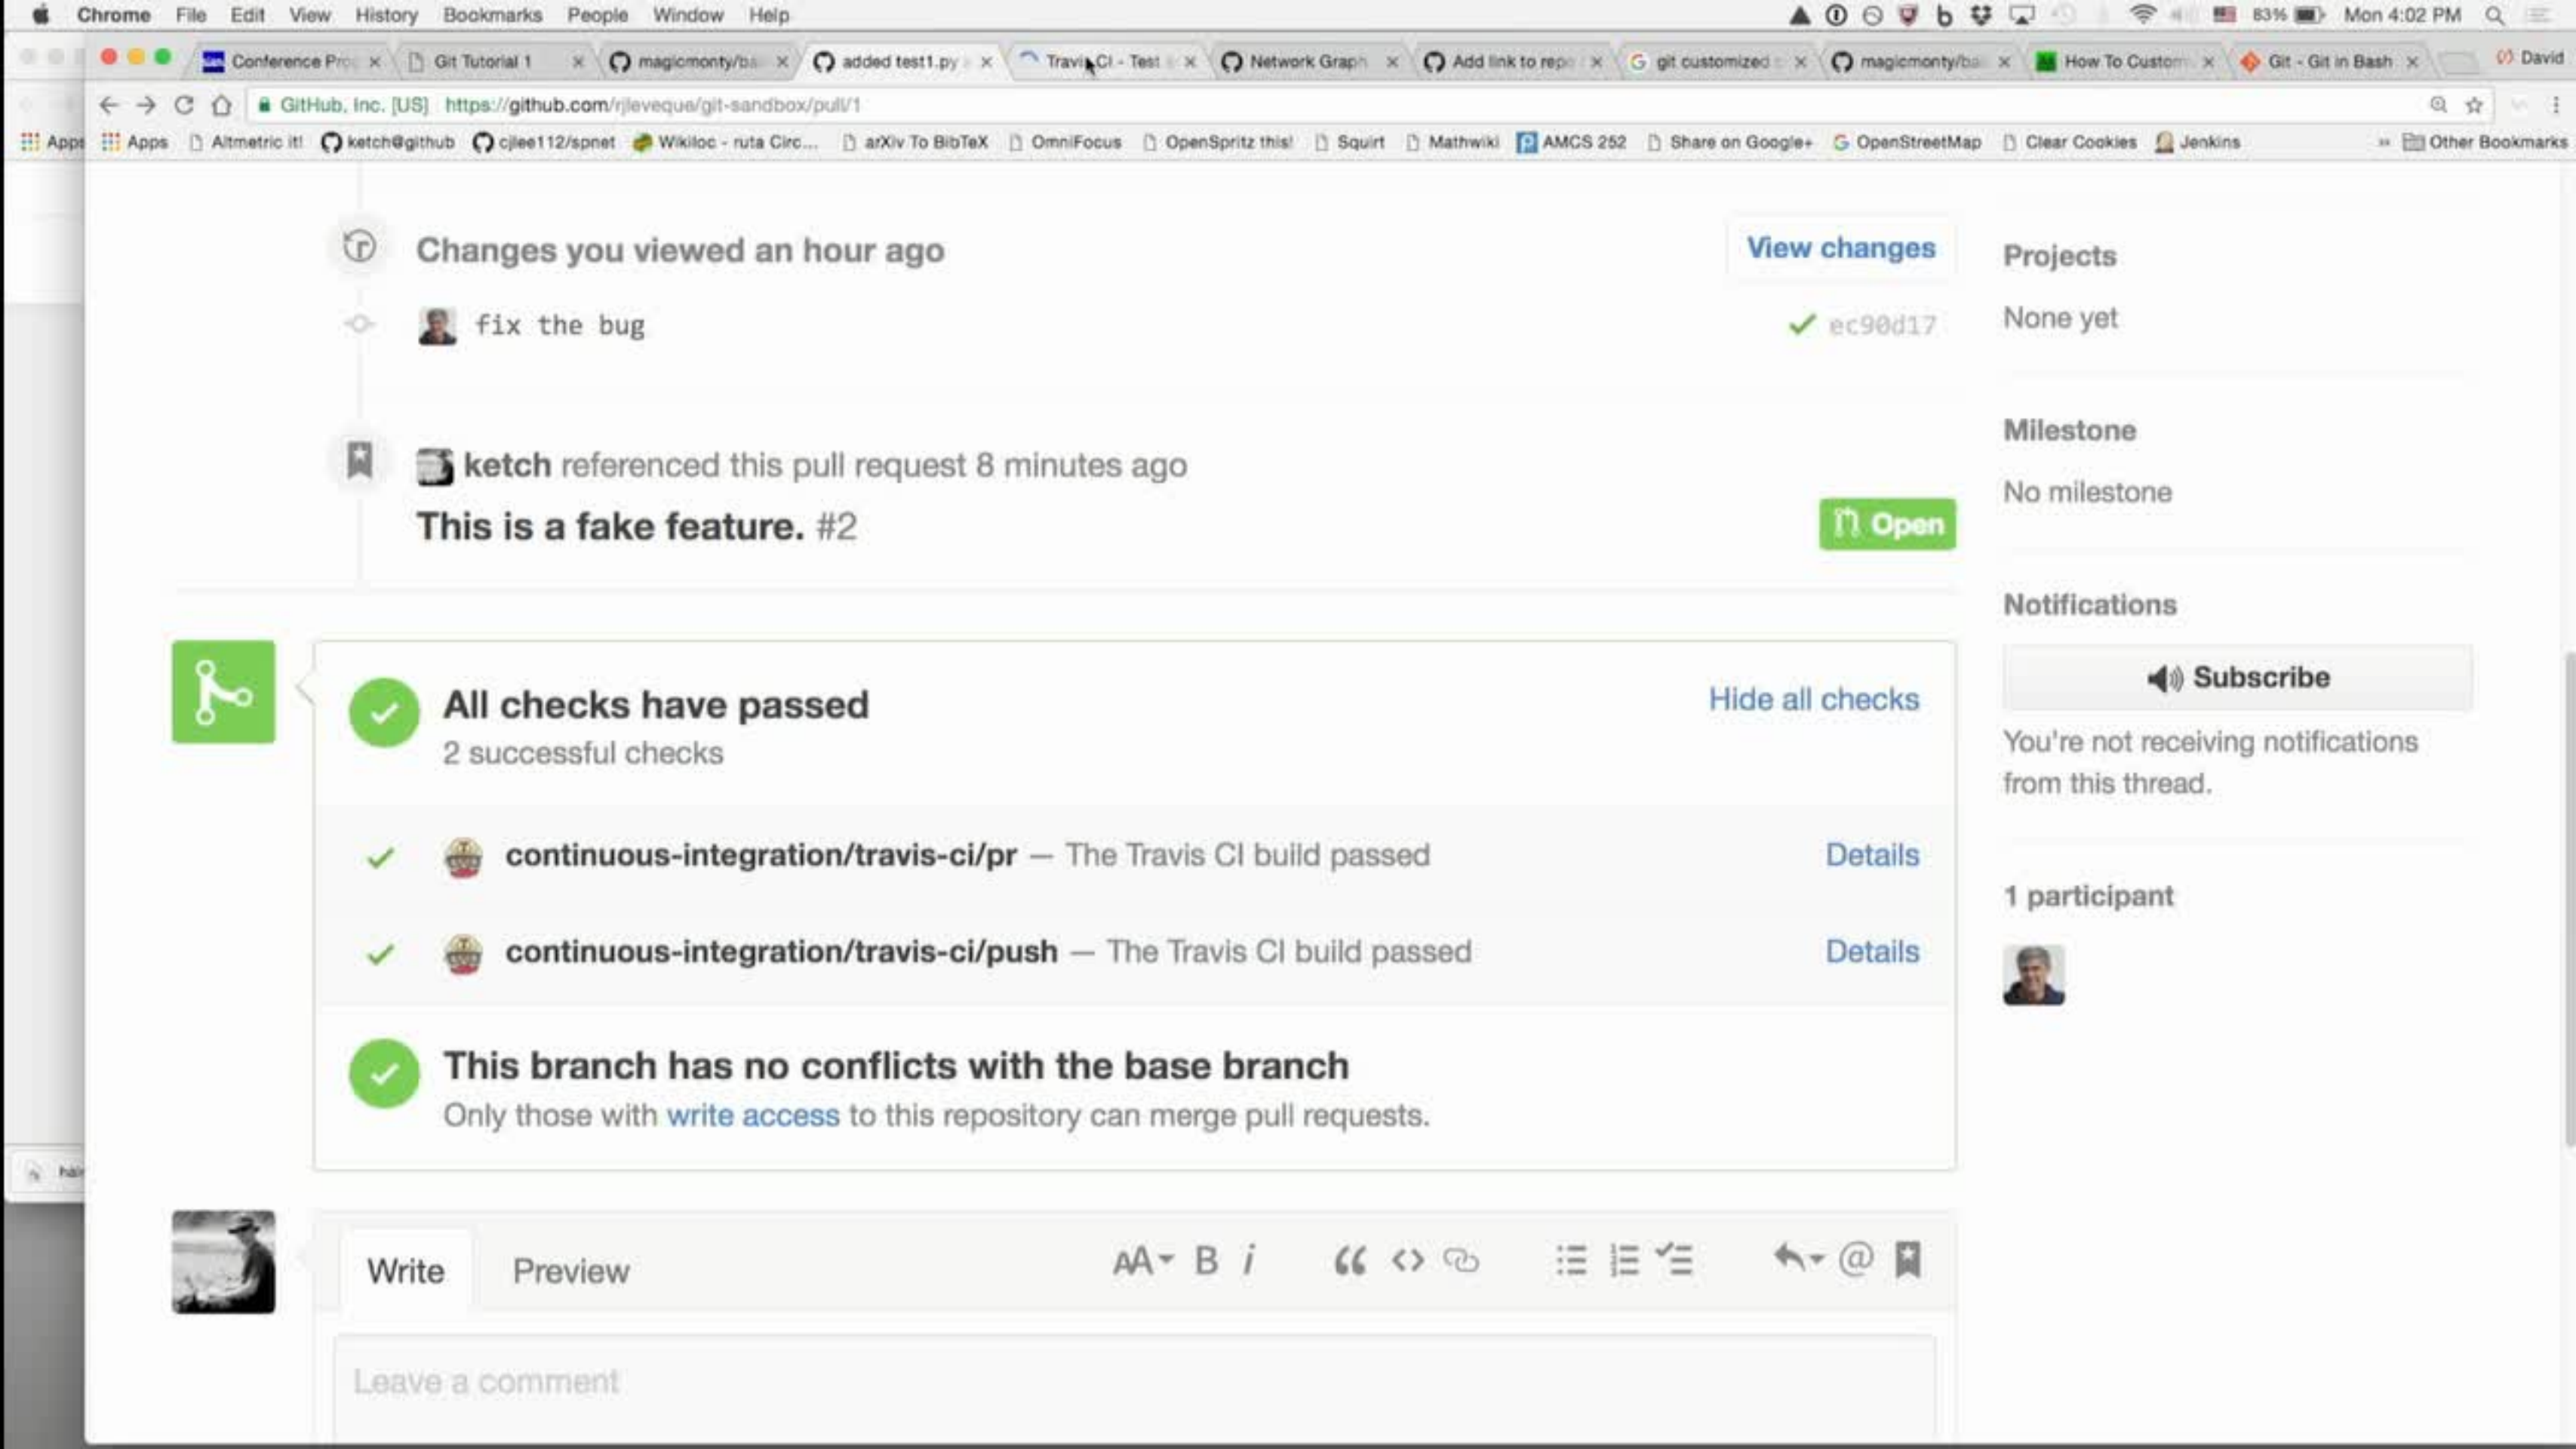 Chrome File Edit View History Bookmarks People Window Help 83% Mon 4:02 PM
Conference Pro Git Tutorial 1 magicmonty/ba added test1.py Travis CI - Test Network Graph Add link to repo git customized magicmonty/ba How To Custom Git - Git in Bash David
GitHub, Inc. [US] https://github.com/rjleveque/git-sandbox/pull/1
Apps Apps Altmetric it! ketch@github cjlee112/spnet Wikiloc - ruta Circ... arXiv To BibTeX OmniFocus OpenSpritz this! Squirt Mathwiki AMCS 252 Share on Google+ OpenStreetMap Clear Cookies Jenkins » Other Bookmarks
Changes you viewed an hour ago View changes
fix the bug ec90d17
ketch referenced this pull request 8 minutes ago
This is a fake feature. #2 Open
Projects
None yet
Milestone
No milestone
Notifications
Subscribe
You're not receiving notifications
from this thread.
1 participant
All checks have passed Hide all checks
2 successful checks
continuous-integration/travis-ci/pr — The Travis CI build passed Details
continuous-integration/travis-ci/push — The Travis CI build passed Details
This branch has no conflicts with the base branch
Only those with write access to this repository can merge pull requests.
Write Preview AA B i @
Leave a comment